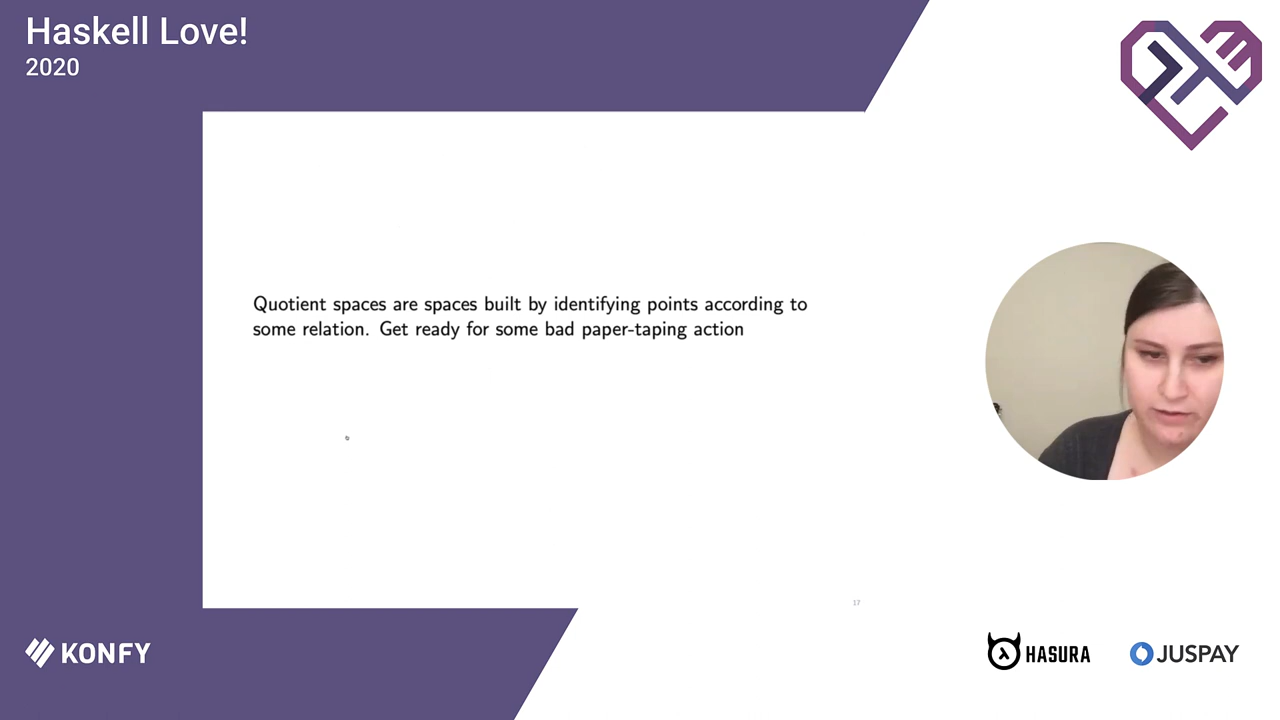 Haskell Love!
2020
Quotient spaces are spaces built by identifying points according to
some relation. Get ready for some bad paper-taping action
17
KONFY
HASURA
JUSPAY